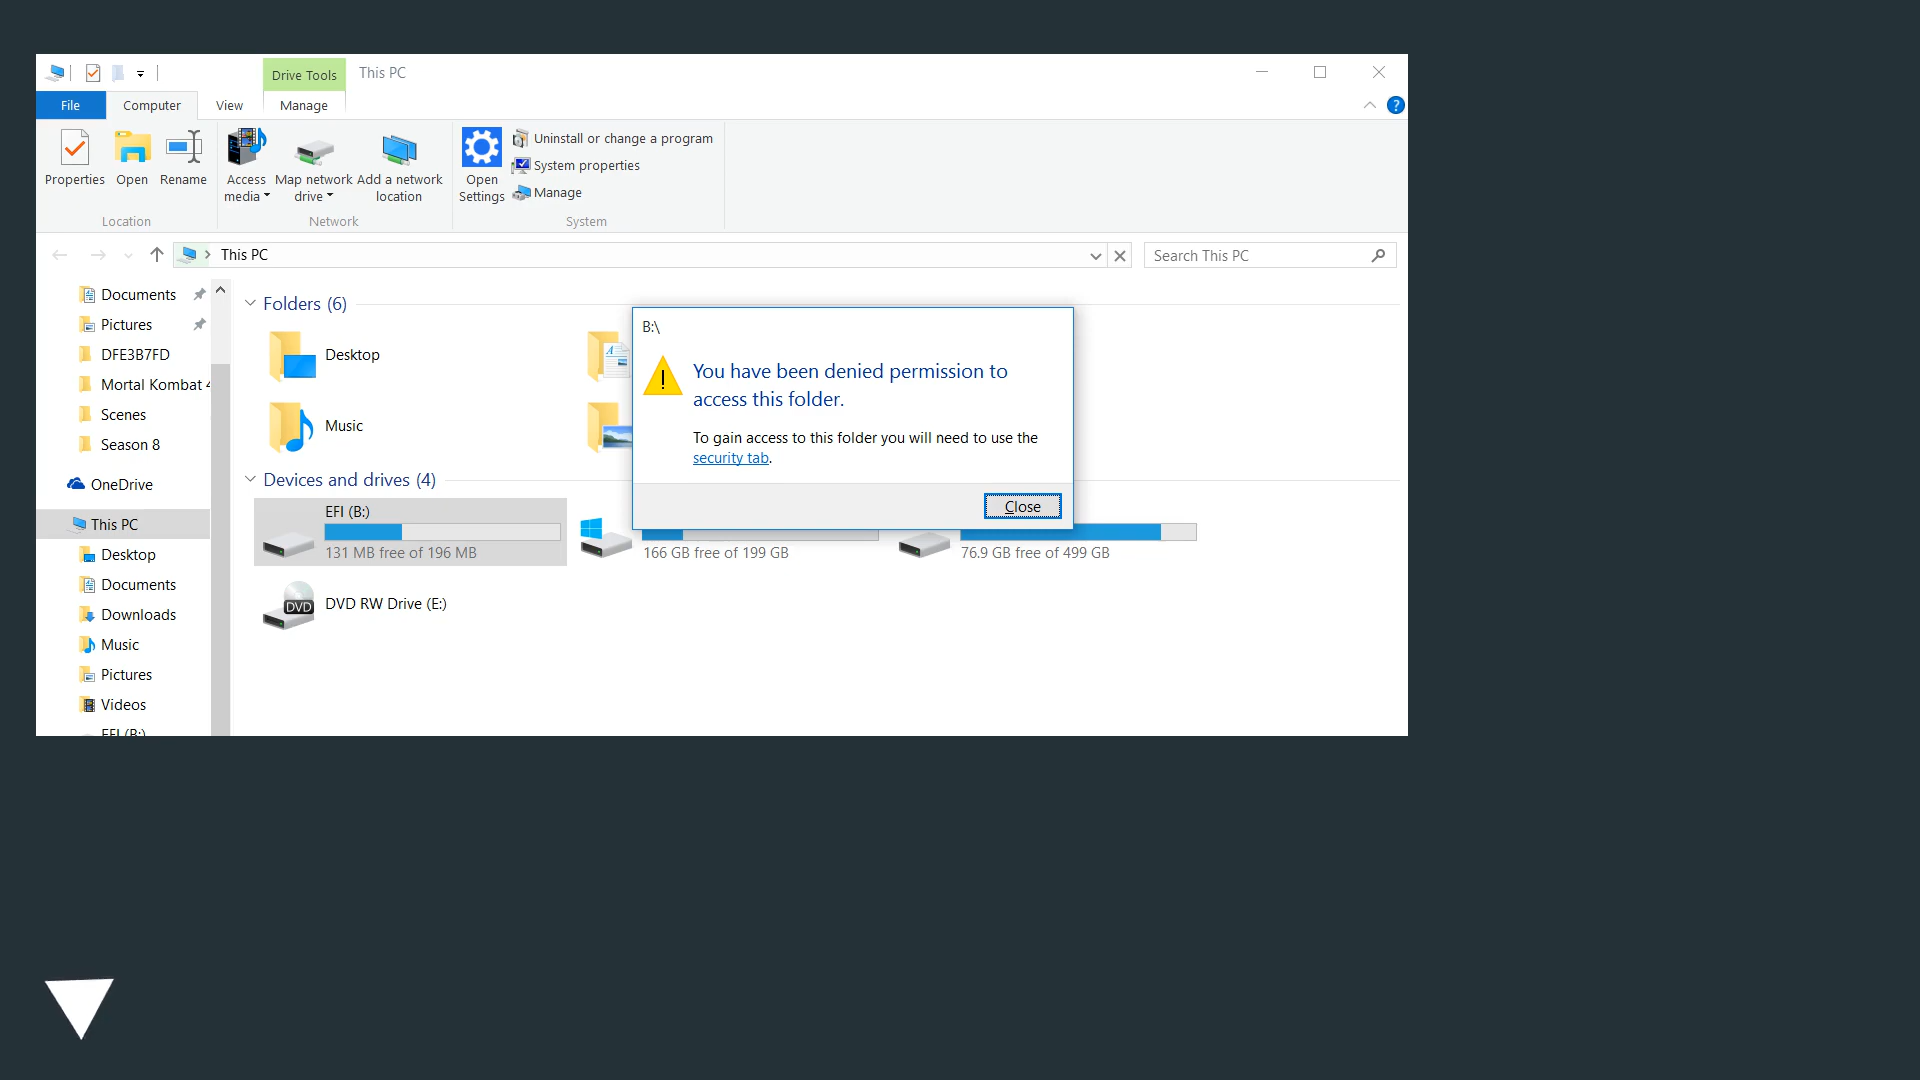 Drive Tools
This PC
File
Computer
View
Manage
Properties
Open
Rename
Access media
Map network drive
Add a network location
Open Settings
Uninstall or change a program
System properties
Manage
Location
Network
System
This PC
Search This PC
Documents
Pictures
DFE3B7FD
Mortal Kombat 4
Scenes
Season 8
OneDrive
This PC
Desktop
Documents
Downloads
Music
Pictures
Videos
EFI (B:)
Folders (6)
Desktop
Music
Devices and drives (4)
EFI (B:)
131 MB free of 196 MB
166 GB free of 199 GB
76.9 GB free of 499 GB
DVD
DVD RW Drive (E:)
B:\
You have been denied permission to
access this folder.
To gain access to this folder you will need to use the
security tab.
Close